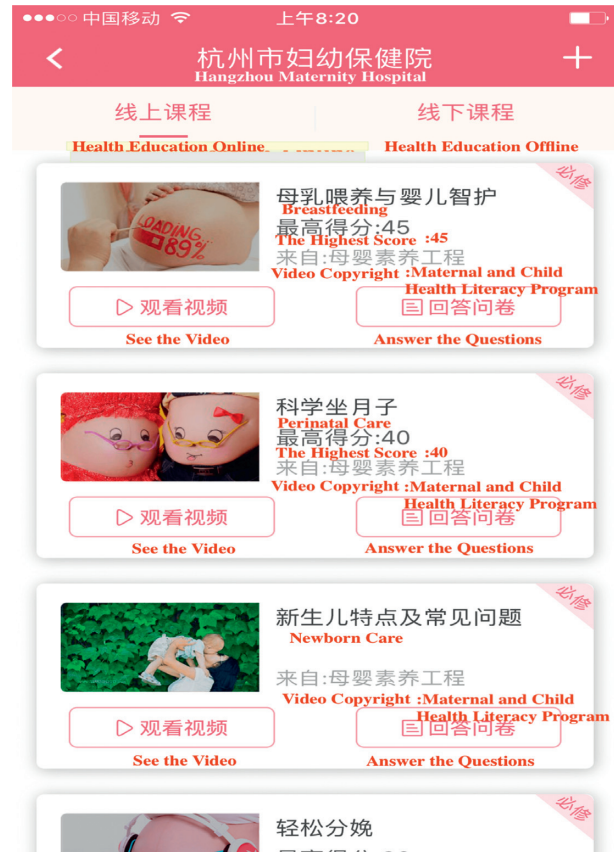 中国移动 上午8:20
杭州市妇幼保健院
Hangzhou Maternity Hospital
线上课程 线下课程
Health Education Online Health Education Offline
必修
LOADING
89%
母乳喂养与婴儿智护
Breastfeeding
最高得分:45
The Highest Score :45
来自:母婴素养工程
Video Copyright :Maternal and Child
Health Literacy Program
观看视频 回答问卷
See the Video Answer the Questions
必修
科学坐月子
Perinatal Care
最高得分:40
The Highest Score :40
来自:母婴素养工程
Video Copyright :Maternal and Child
Health Literacy Program
观看视频 回答问卷
See the Video Answer the Questions
必修
新生儿特点及常见问题
Newborn Care
来自:母婴素养工程
Video Copyright :Maternal and Child
Health Literacy Program
观看视频 回答问卷
See the Video Answer the Questions
必修
轻松分娩